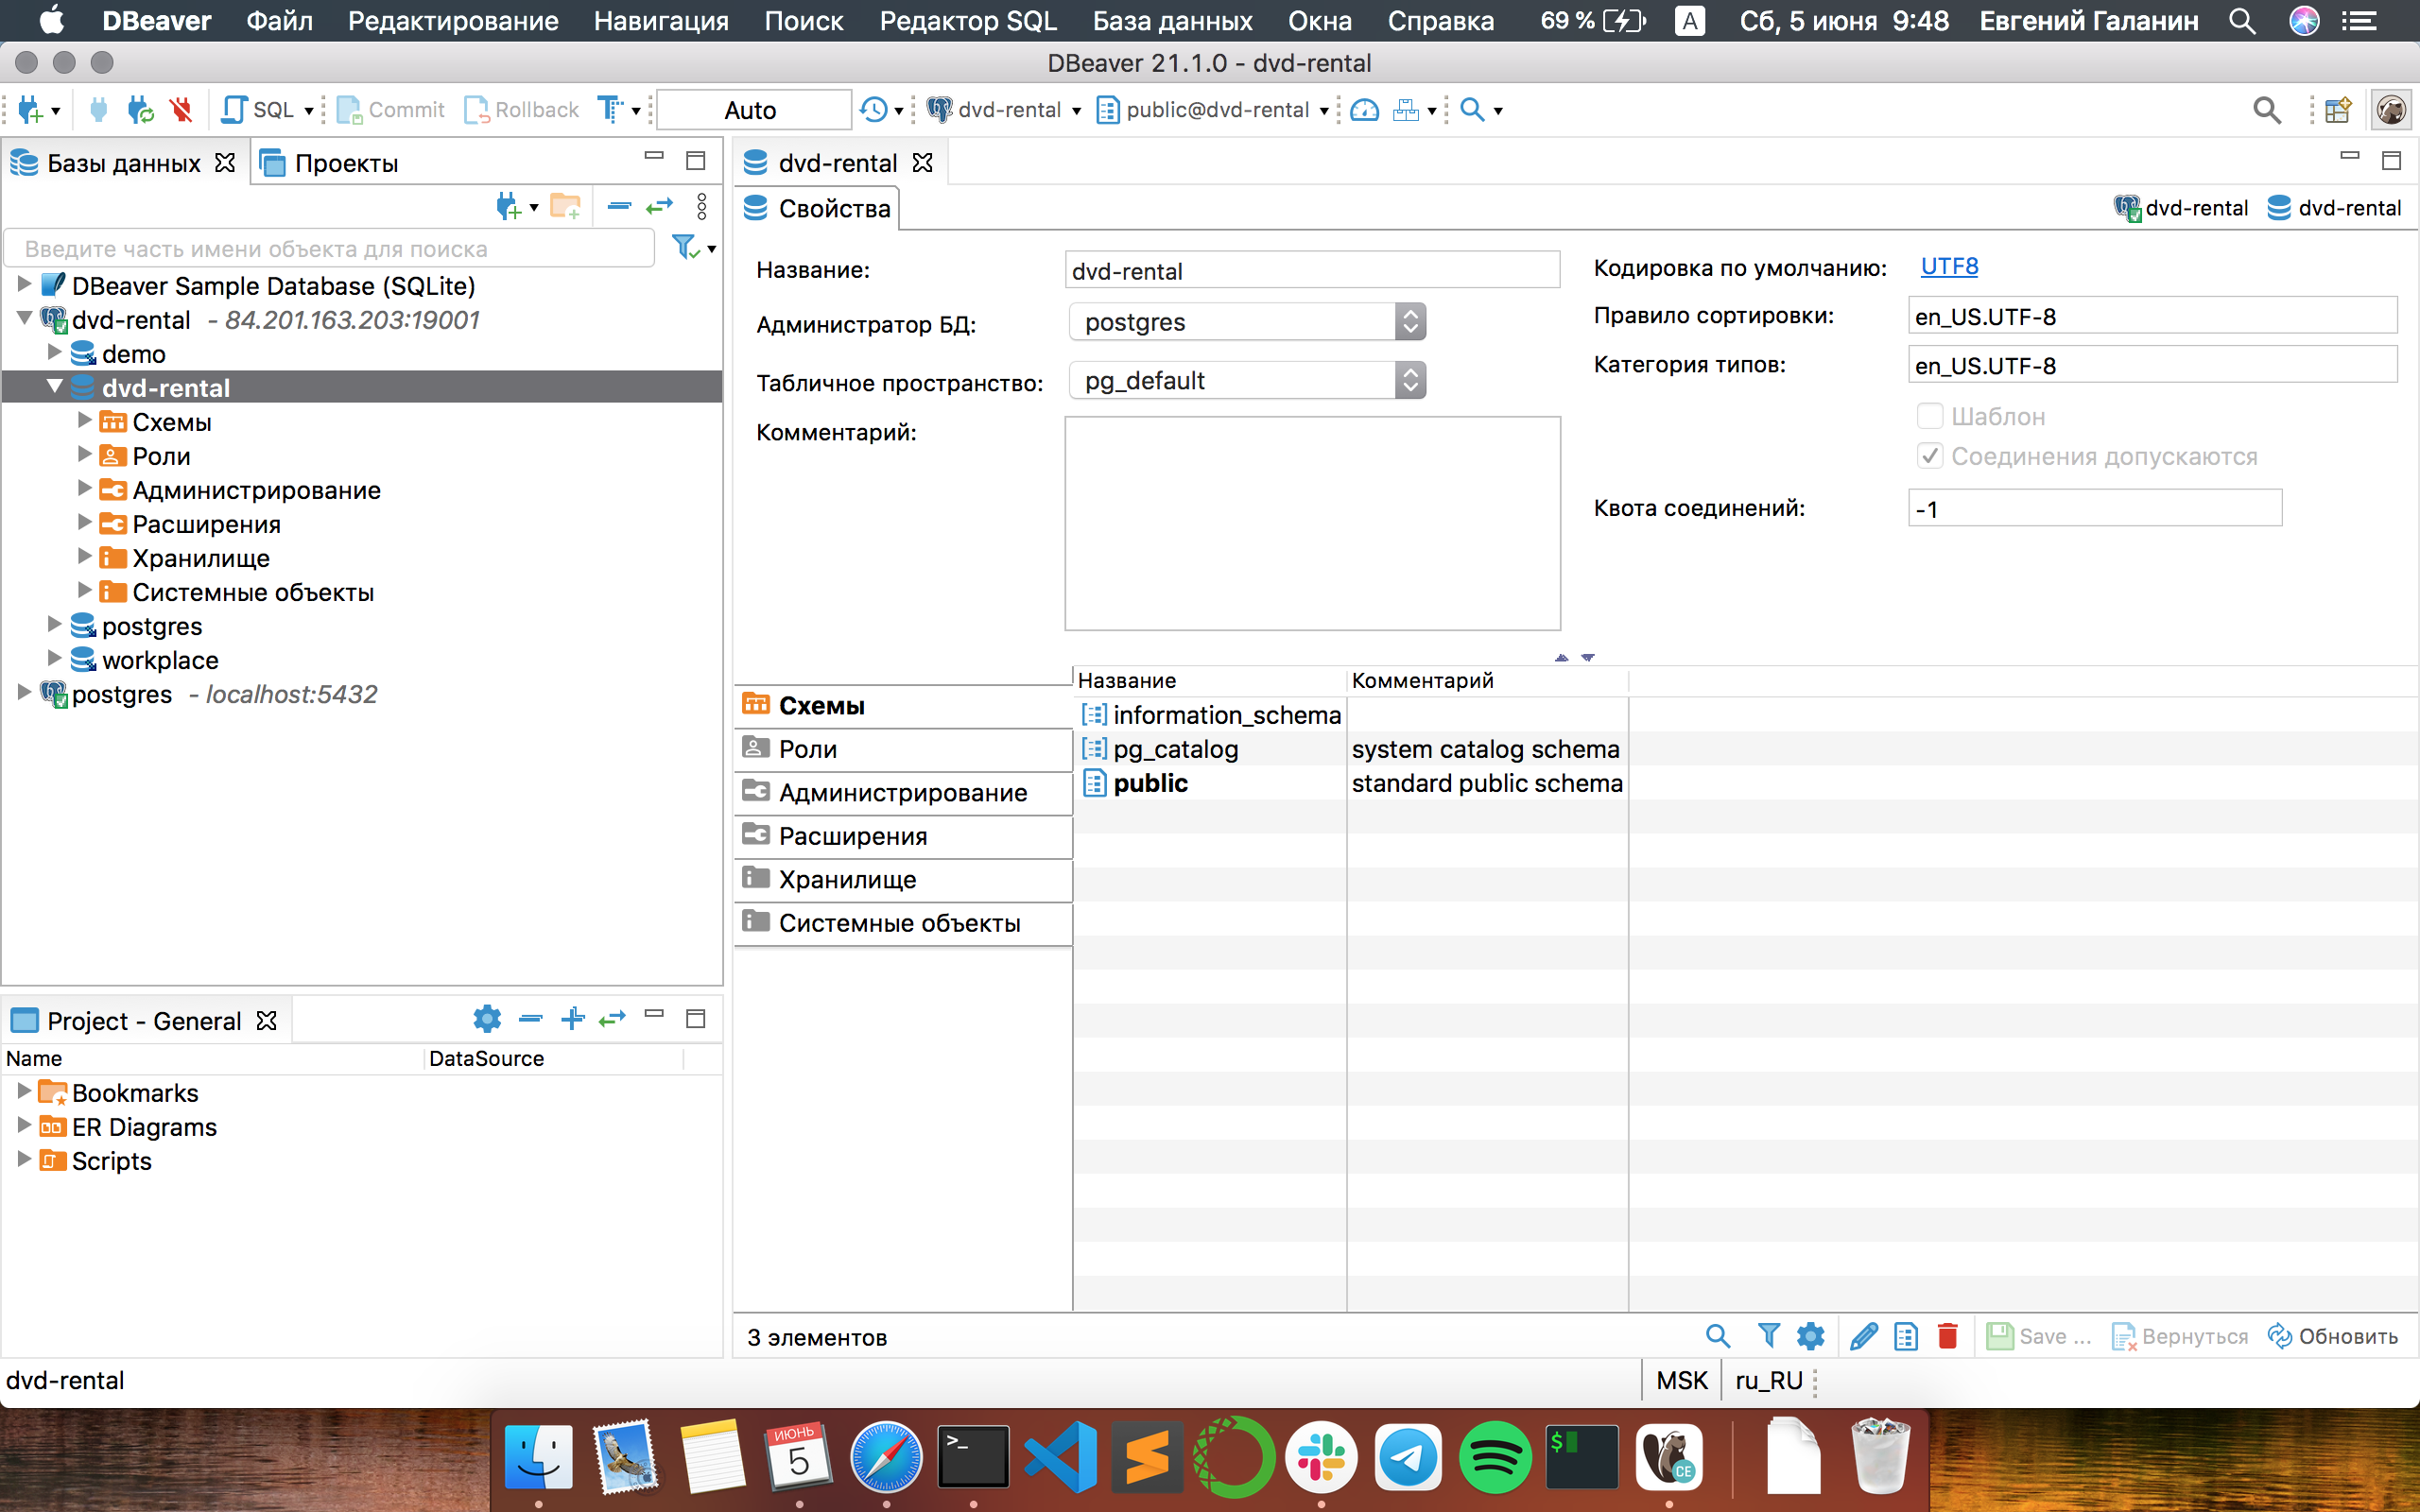 DBeaver Файл Редактирование Навигация Поиск Редактор SQL База данных Окна Справка 69 % A Сб, 5 июня 9:48 Евгений Галанин
DBeaver 21.1.0 - dvd-rental
SQL Commit Rollback Auto dvd-rental public@dvd-rental
Базы данных Проекты
Введите часть имени объекта для поиска
DBeaver Sample Database (SQLite)
dvd-rental - 84.201.163.203:19001
demo
dvd-rental
Схемы
Роли
Администрирование
Расширения
Хранилище
Системные объекты
postgres
workplace
postgres - localhost:5432
Project - General
Name DataSource
Bookmarks
ER Diagrams
Scripts
dvd-rental
Свойства dvd-rental dvd-rental
Название: dvd-rental
Администратор БД: postgres
Табличное пространство: pg_default
Комментарий:
Кодировка по умолчанию: UTF8
Правило сортировки: en_US.UTF-8
Категория типов: en_US.UTF-8
Шаблон
Соединения допускаются
Квота соединений: -1
Схемы
Роли
Администрирование
Расширения
Хранилище
Системные объекты
Название Комментарий
information_schema
pg_catalog system catalog schema
public standard public schema
3 элементов Save ... Вернуться Обновить
dvd-rental MSK ru_RU
ИЮНЬ
5
>_
$
CE